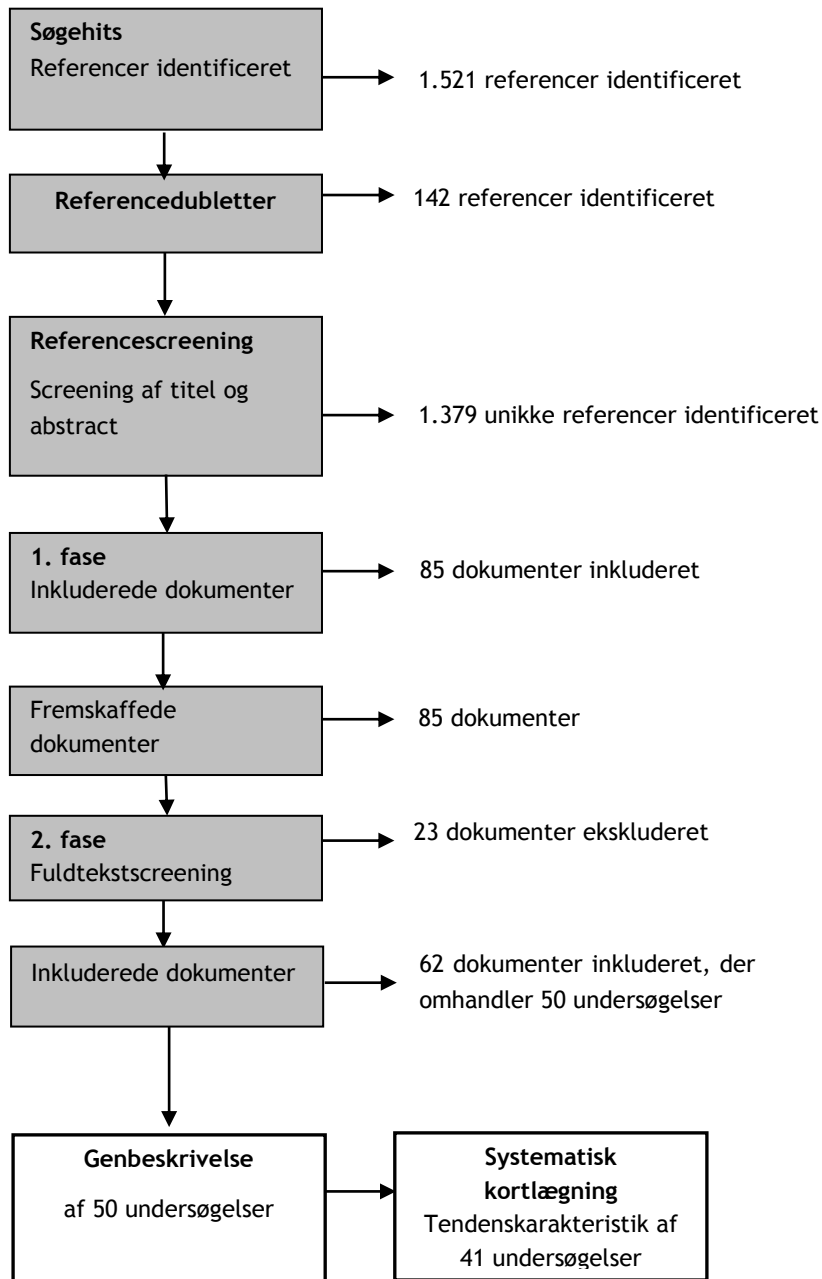 Søgehits
Referencer identificeret
1.521 referencer identificeret
Referencedubletter
142 referencer identificeret
Referencescreening
Screening af titel og
abstract
1.379 unikke referencer identificeret
1. fase
Inkluderede dokumenter
85 dokumenter inkluderet
Fremskaffede
dokumenter
85 dokumenter
2. fase
Fuldtekstscreening
23 dokumenter ekskluderet
Inkluderede dokumenter
62 dokumenter inkluderet, der
omhandler 50 undersøgelser
Genbeskrivelse
af 50 undersøgelser
Systematisk
kortlægning
Tendenskarakteristik af
41 undersøgelser